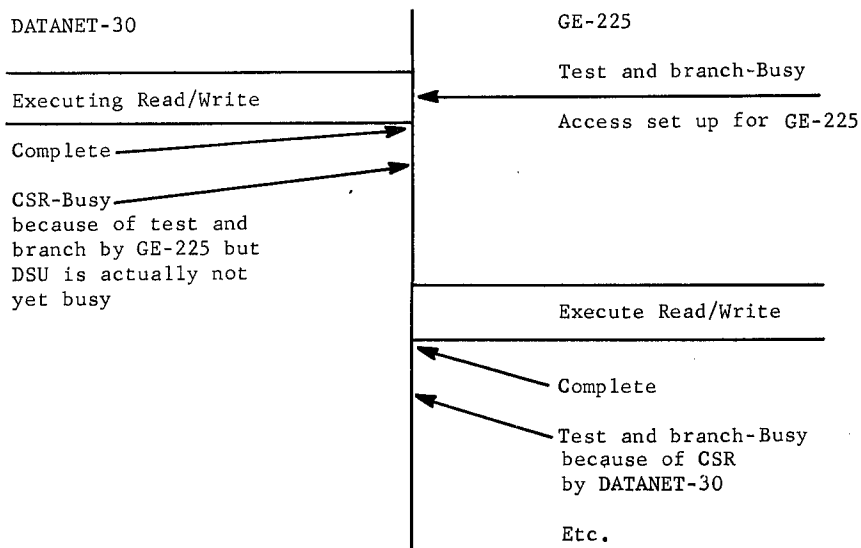 DATANET-30
Executing Read/Write
Complete
CSR-Busy
because of test and
branch by GE-225 but
DSU is actually not
yet busy
GE-225
Test and branch-Busy
Access set up for GE-225
Execute Read/Write
Complete
Test and branch-Busy
because of CSR
by DATANET-30
Etc.